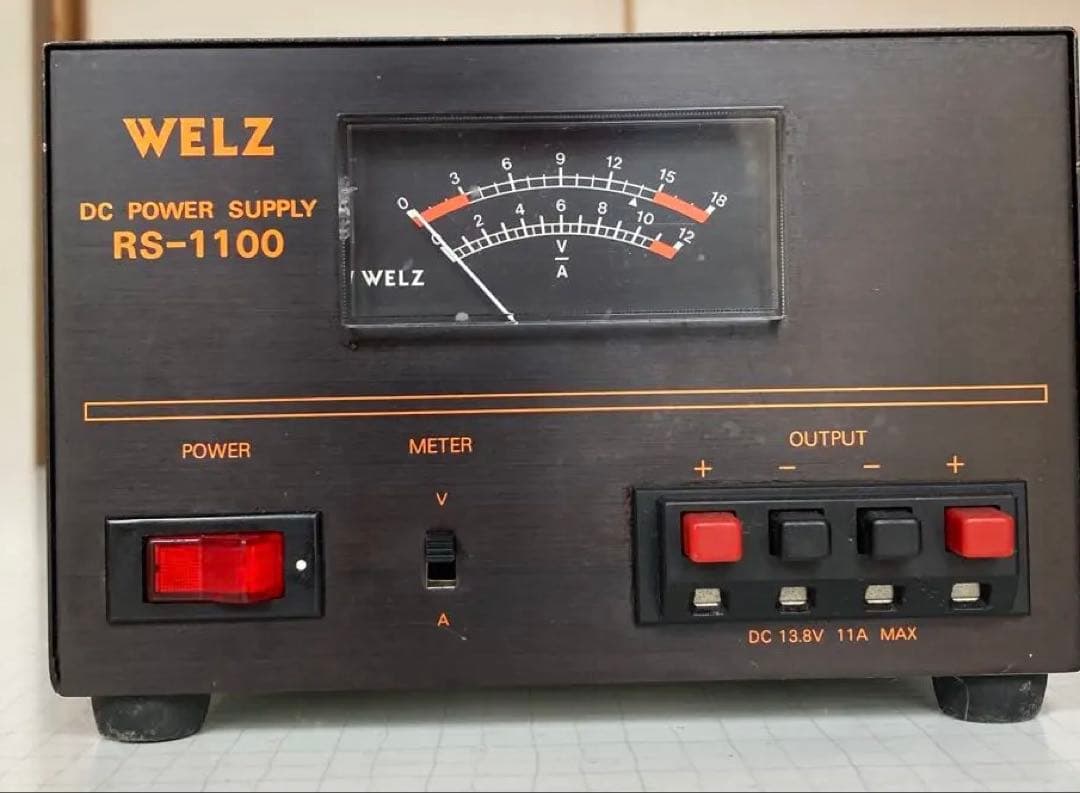 WELZ
DC POWER SUPPLY
RS-1100
0 3 6 9 12 15 18
0 2 4 6 8 10 12
V
A
WELZ
POWER
METER
V
A
OUTPUT
+ − − +
DC 13.8V 11A MAX